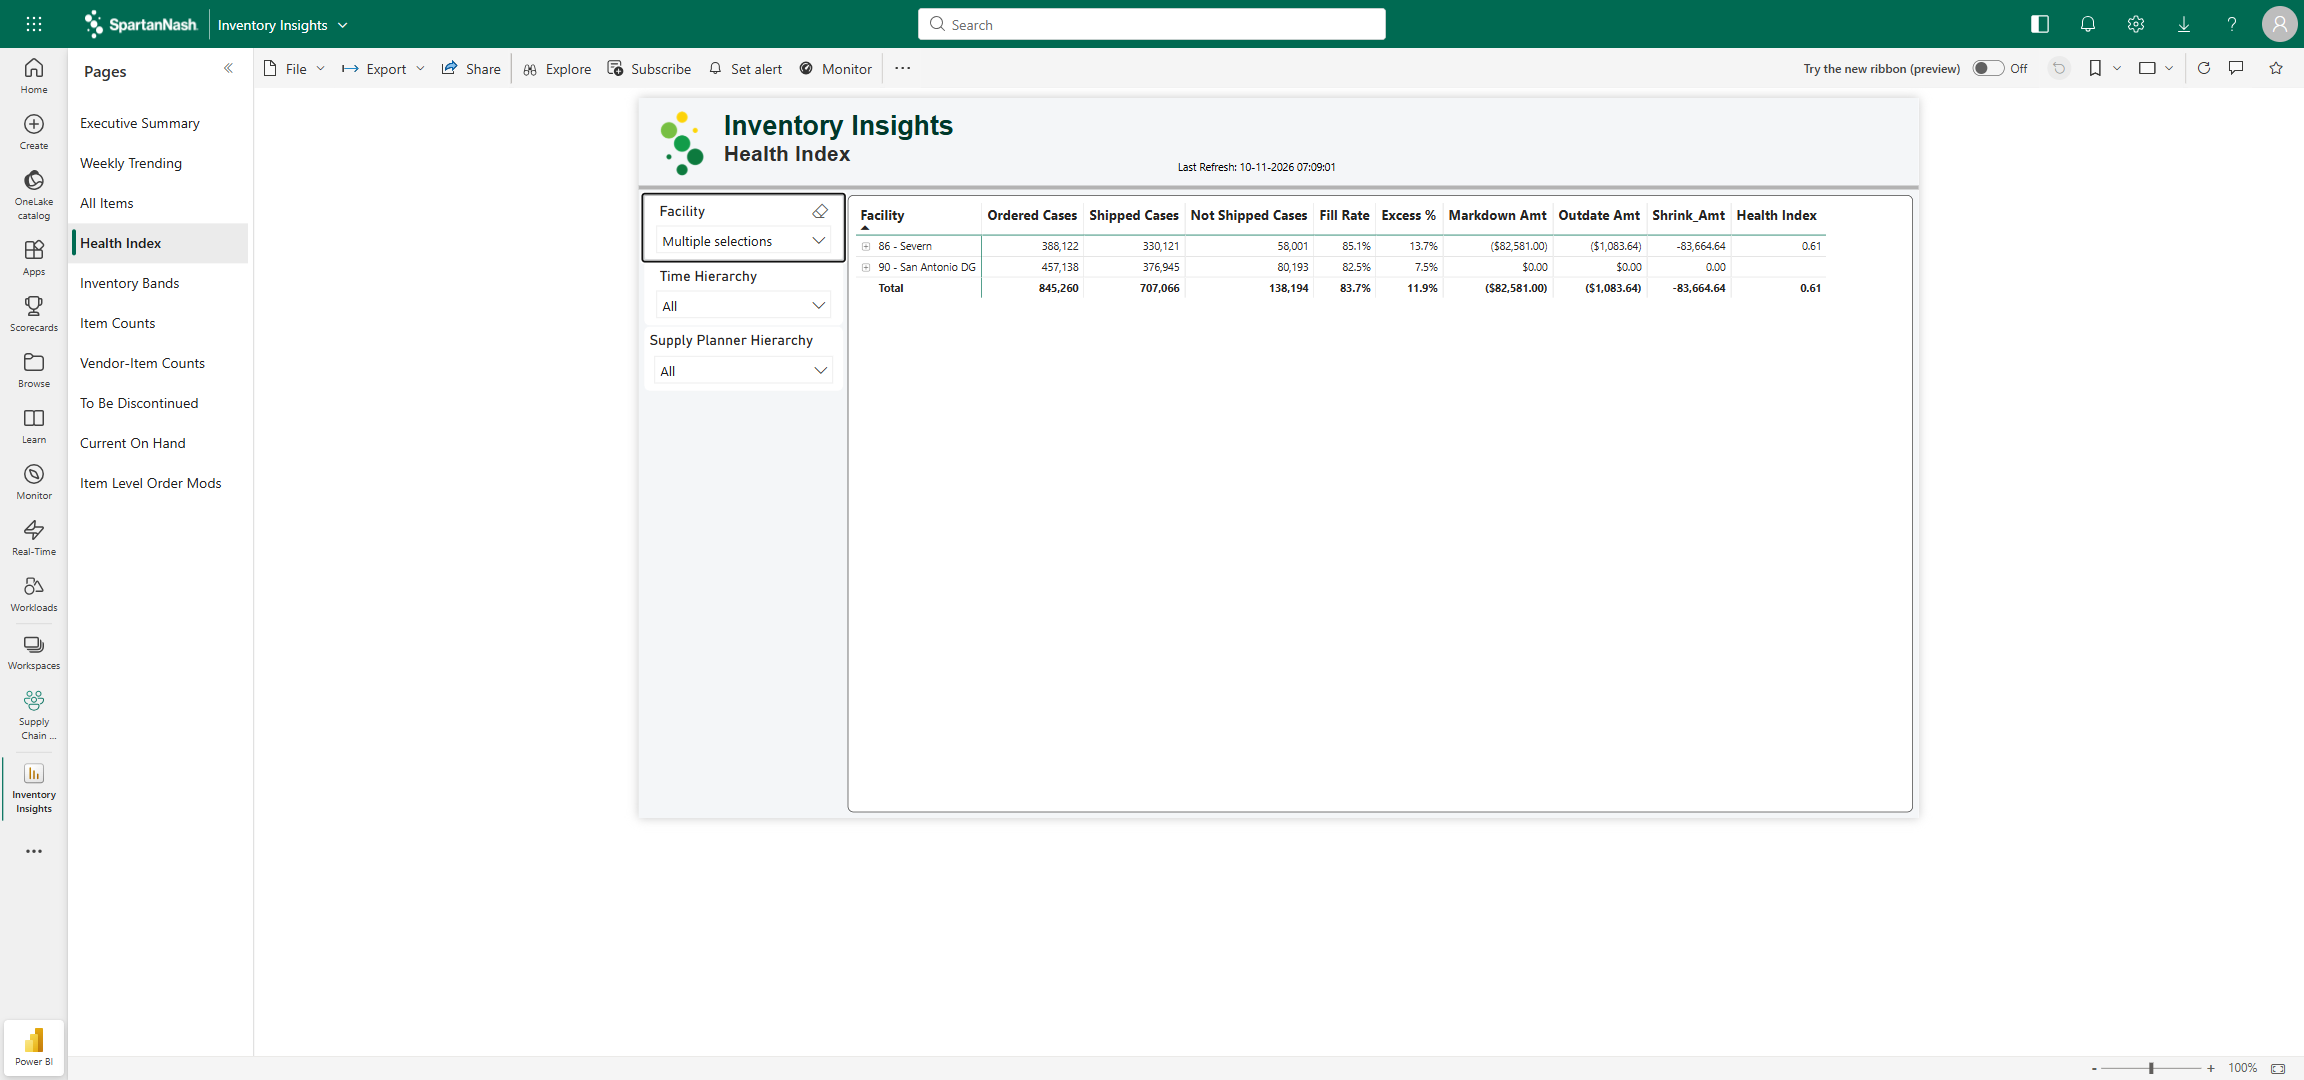 SpartanNash
Inventory Insights
Search
Home
Create
OneLake catalog
Apps
Scorecards
Browse
Learn
Monitor
Real-Time
Workloads
Workspaces
Supply Chain ...
Inventory Insights
Power BI
Pages
Executive Summary
Weekly Trending
All Items
Health Index
Inventory Bands
Item Counts
Vendor-Item Counts
To Be Discontinued
Current On Hand
Item Level Order Mods
File Export Share Explore Subscribe Set alert Monitor ... Try the new ribbon (preview) Off
Inventory Insights
Health Index
Last Refresh: 10-11-2026 07:09:01
Facility
Multiple selections
Time Hierarchy
All
Supply Planner Hierarchy
All
Facility Ordered Cases Shipped Cases Not Shipped Cases Fill Rate Excess % Markdown Amt Outdate Amt Shrink_Amt Health Index
86 - Severn 388,122 330,121 58,001 85.1% 13.7% ($82,581.00) ($1,083.64) -83,664.64 0.61
90 - San Antonio DG 457,138 376,945 80,193 82.5% 7.5% $0.00 $0.00 0.00
Total 845,260 707,066 138,194 83.7% 11.9% ($82,581.00) ($1,083.64) -83,664.64 0.61
- + 100%